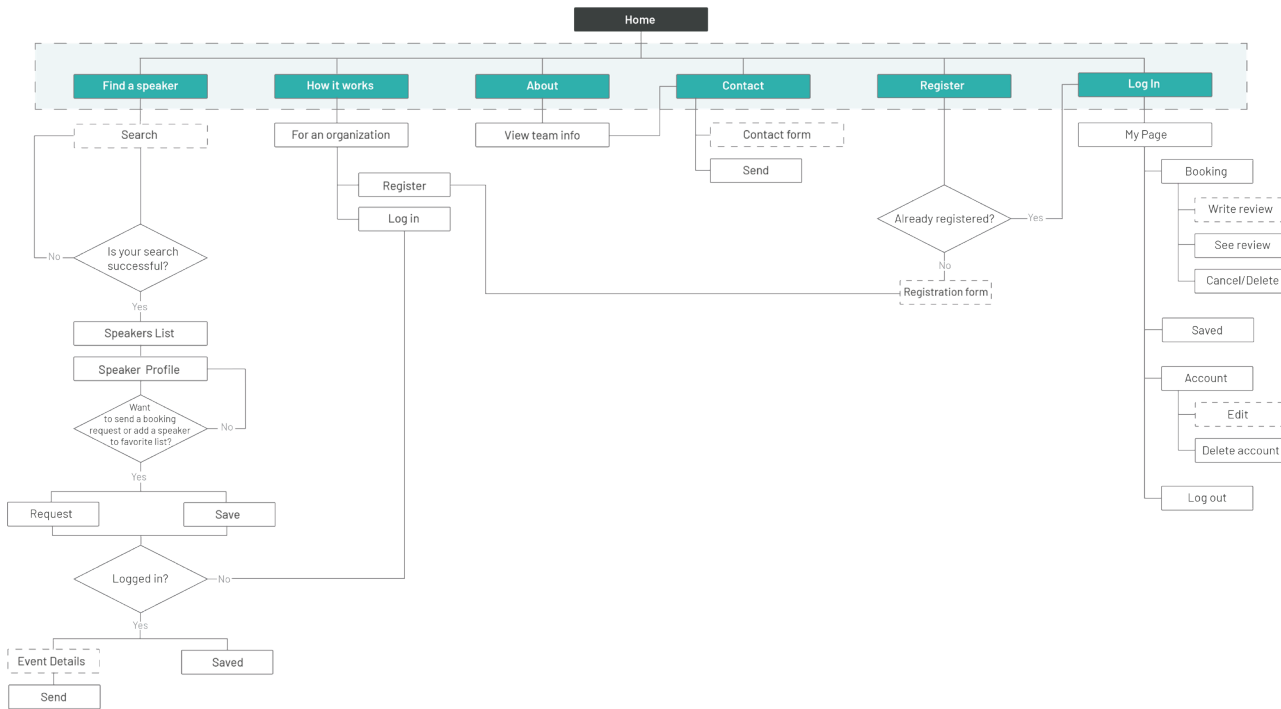 Home
Find a speaker
How it works
About
Contact
Register
Log In
Search
For an organization
View team info
Contact form
My Page
Send
Booking
Register
Log in
Already registered?
Yes
Write review
See review
Is your search
successful?
No
No
Cancel/Delete
Registration form
Yes
Speakers List
Saved
Speaker Profile
Account
Want
to send a booking
request or add a speaker
to favorite list?
No
Edit
Delete account
Yes
Request
Save
Log out
Logged in?
No
Yes
Event Details
Saved
Send